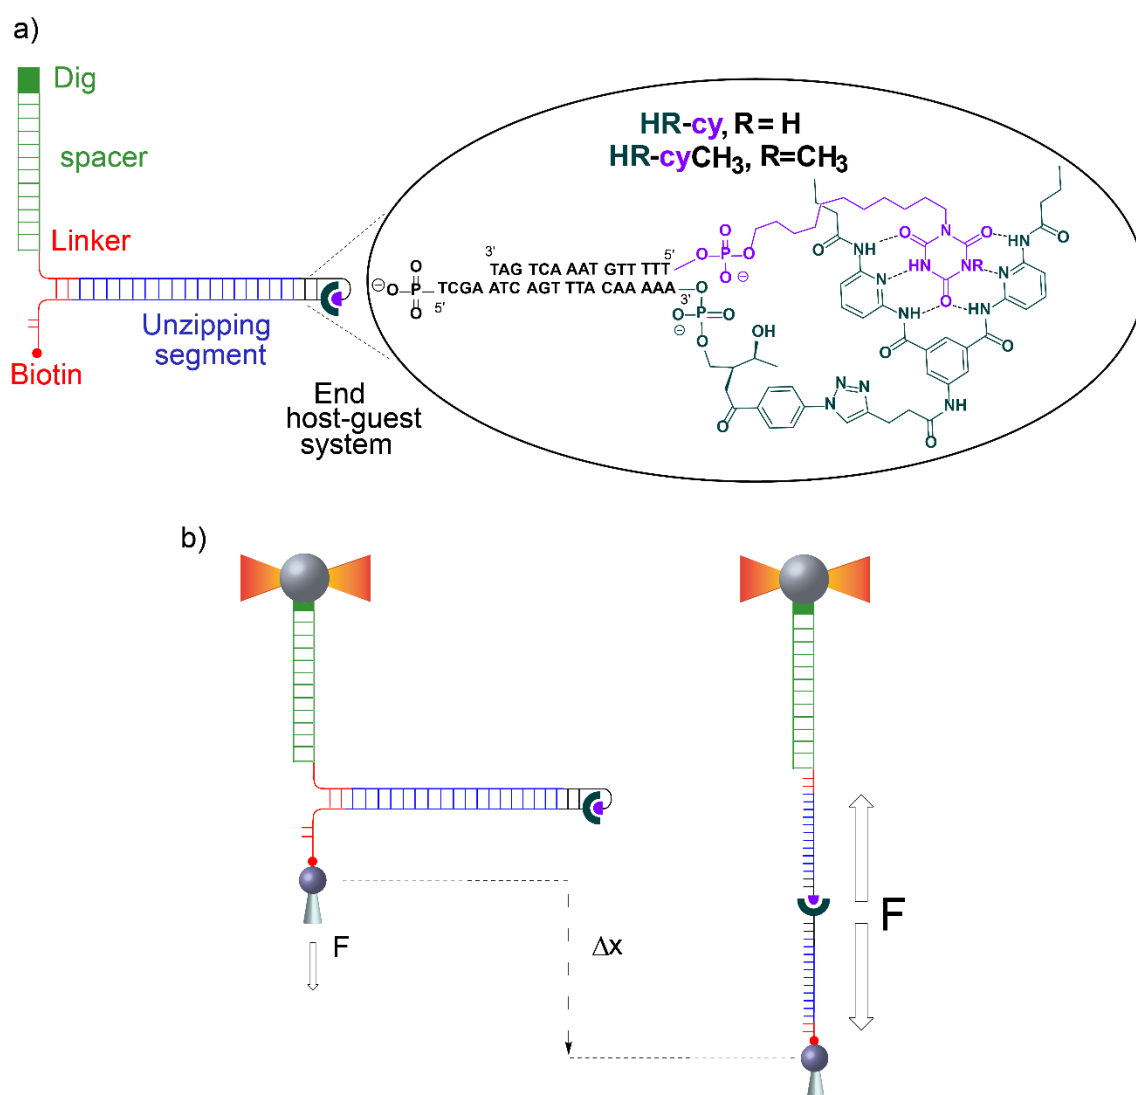 a)
Dig
spacer
Linker
Unzipping
segment
Biotin
End
host-guest
system
HR-cy, R = H
HR-cyCH3, R=CH3
3'
TAG TCA AAT GTT TTT
5'
O
O
P
O
⊖
O
⊖
O
P
O
O
TCGA ATC AGT TTA CAA AAA
5'
3'
O
P
O
O
⊖
O
OH
O
N
N
N
O
NH
O
O
NH
N
NH
O
N
O
HN
NR
O
O
HN
N
HN
O
b)
F
Δx
F